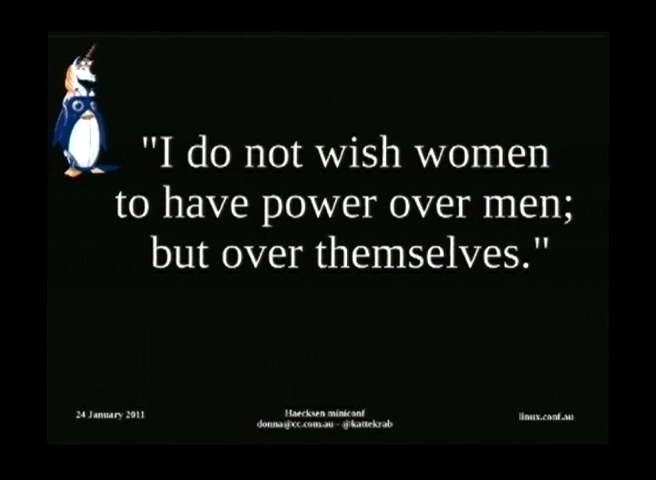 "I do not wish women
to have power over men;
but over themselves."
24 January 2011
Haecksen miniconf
donna@cc.com.au - @kattekrab
linux.conf.au